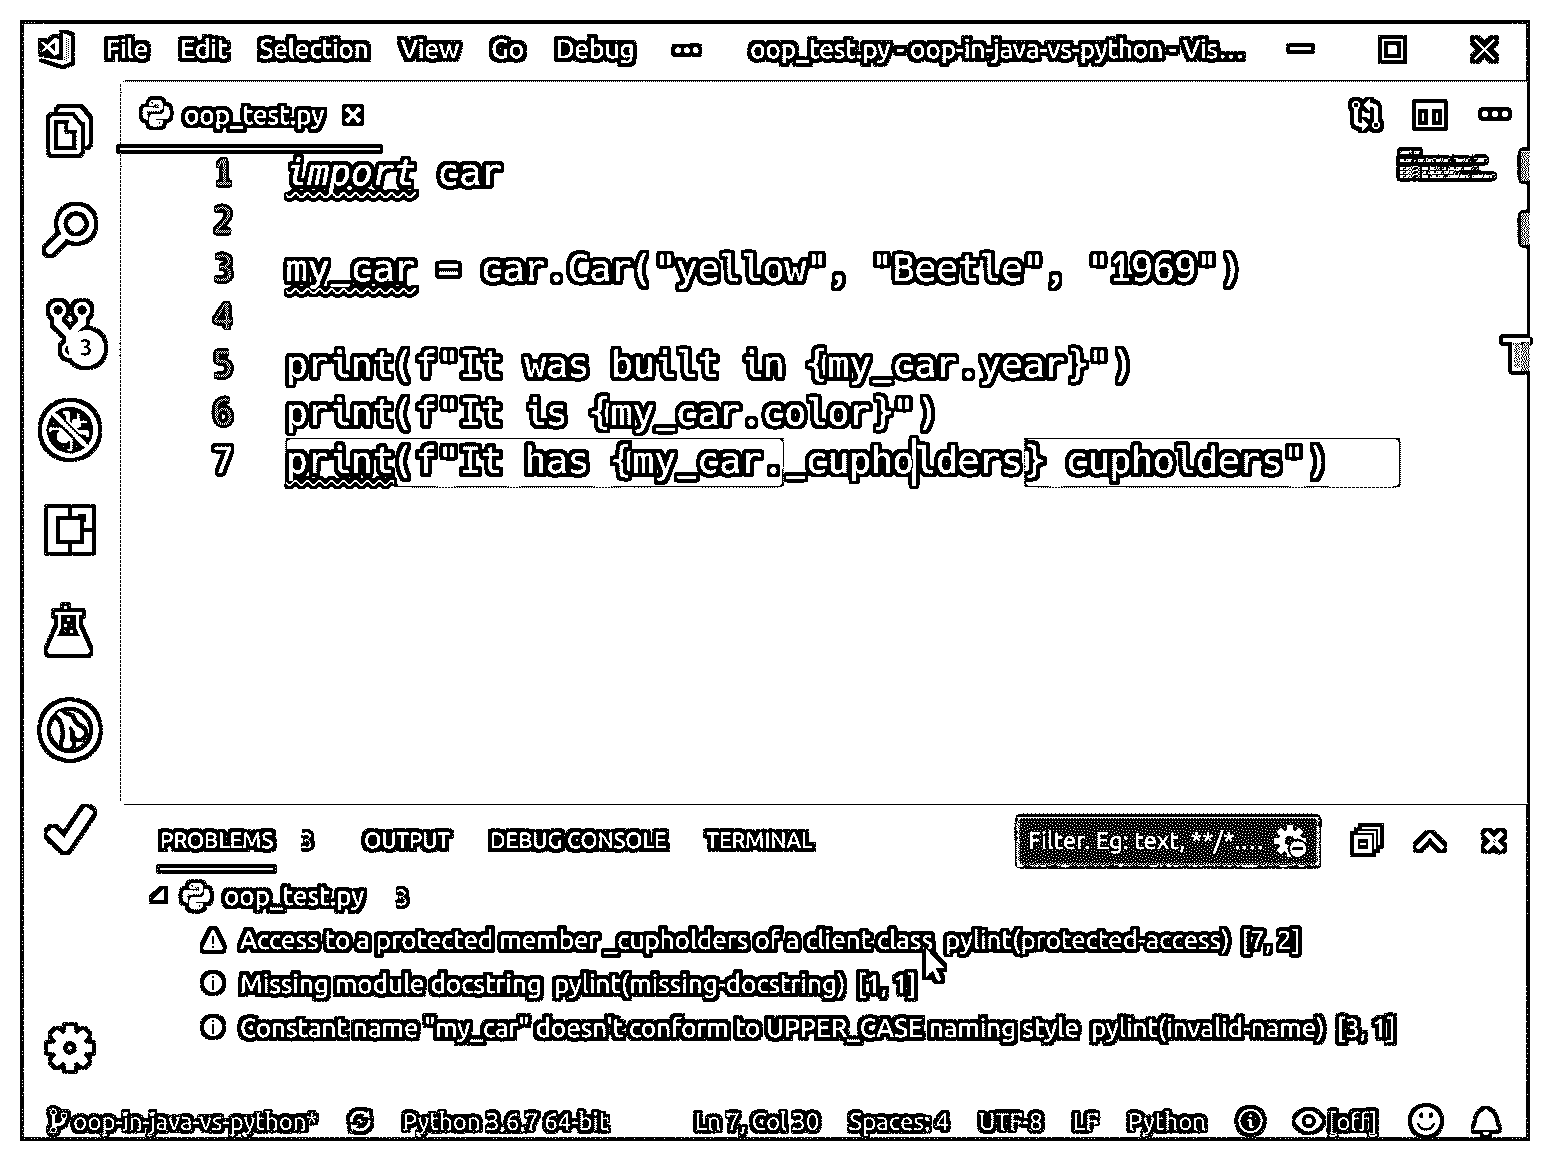 File Edit Selection View Go Debug ••• oop_test.py - oop-in-java-vs-python - Vis...
oop_test.py
1 import car
2
3 my_car = car.Car("yellow", "Beetle", "1969")
4
5 print(f"It was built in {my_car.year}")
6 print(f"It is {my_car.color}")
7 print(f"It has {my_car._cupholders} cupholders")
3
PROBLEMS 3 OUTPUT DEBUG CONSOLE TERMINAL Filter. Eg: text, **/*....
oop_test.py 3
Access to a protected member _cupholders of a client class pylint(protected-access) [7, 2]
Missing module docstring pylint(missing-docstring) [1, 1]
Constant name "my_car" doesn't conform to UPPER_CASE naming style pylint(invalid-name) [3, 1]
oop-in-java-vs-python* Python 3.6.7 64-bit Ln 7, Col 30 Spaces: 4 UTF-8 LF Python [off]